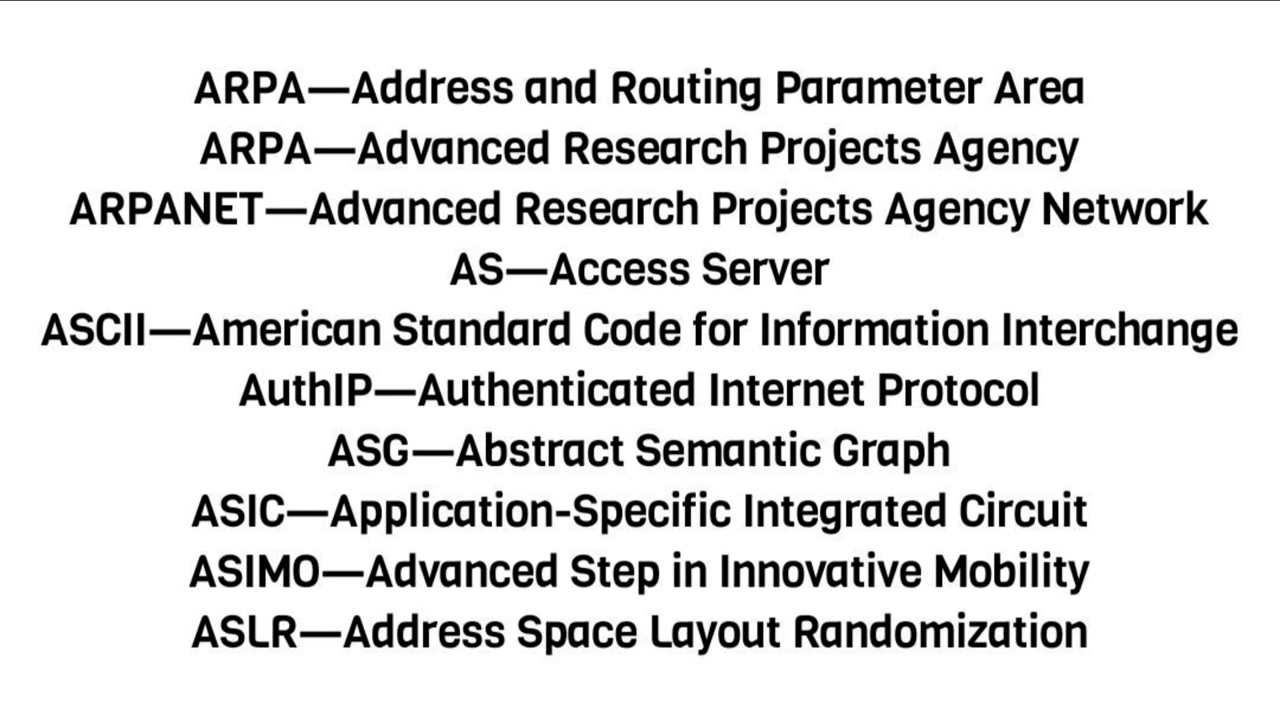 ARPA—Address and Routing Parameter Area
ARPA—Advanced Research Projects Agency
ARPANET—Advanced Research Projects Agency Network
AS—Access Server
ASCII—American Standard Code for Information Interchange
AuthIP—Authenticated Internet Protocol
ASG—Abstract Semantic Graph
ASIC—Application-Specific Integrated Circuit
ASIMO—Advanced Step in Innovative Mobility
ASLR—Address Space Layout Randomization